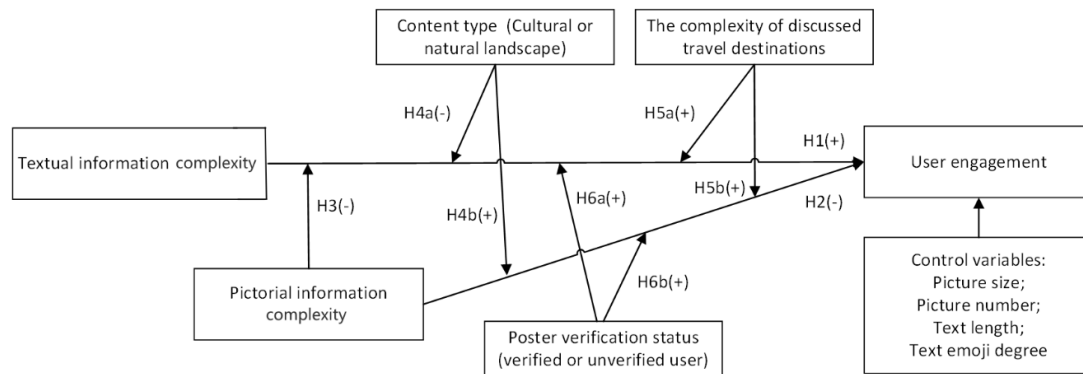 Content type (Cultural or
natural landscape)
The complexity of discussed
travel destinations
H4a(-)
H5a(+)
H1(+)
Textual information complexity
User engagement
H3(-)
H4b(+)
H6a(+)
H5b(+)
H2(-)
Pictorial information
complexity
H6b(+)
Control variables:
Picture size;
Picture number;
Text length;
Text emoji degree
Poster verification status
(verified or unverified user)